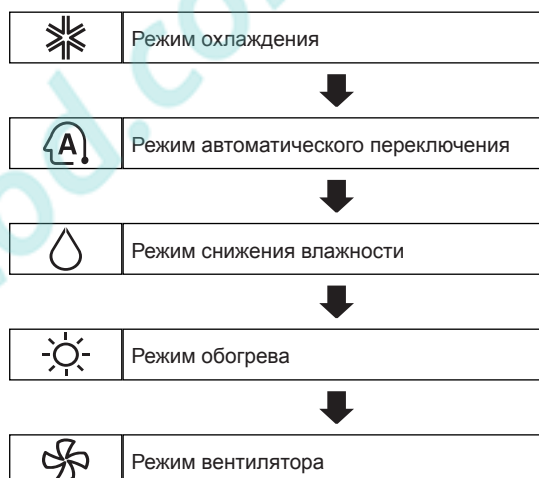 Режим охлаждения
A
Режим автоматического переключения
Режим снижения влажности
Режим обогрева
Режим вентилятора